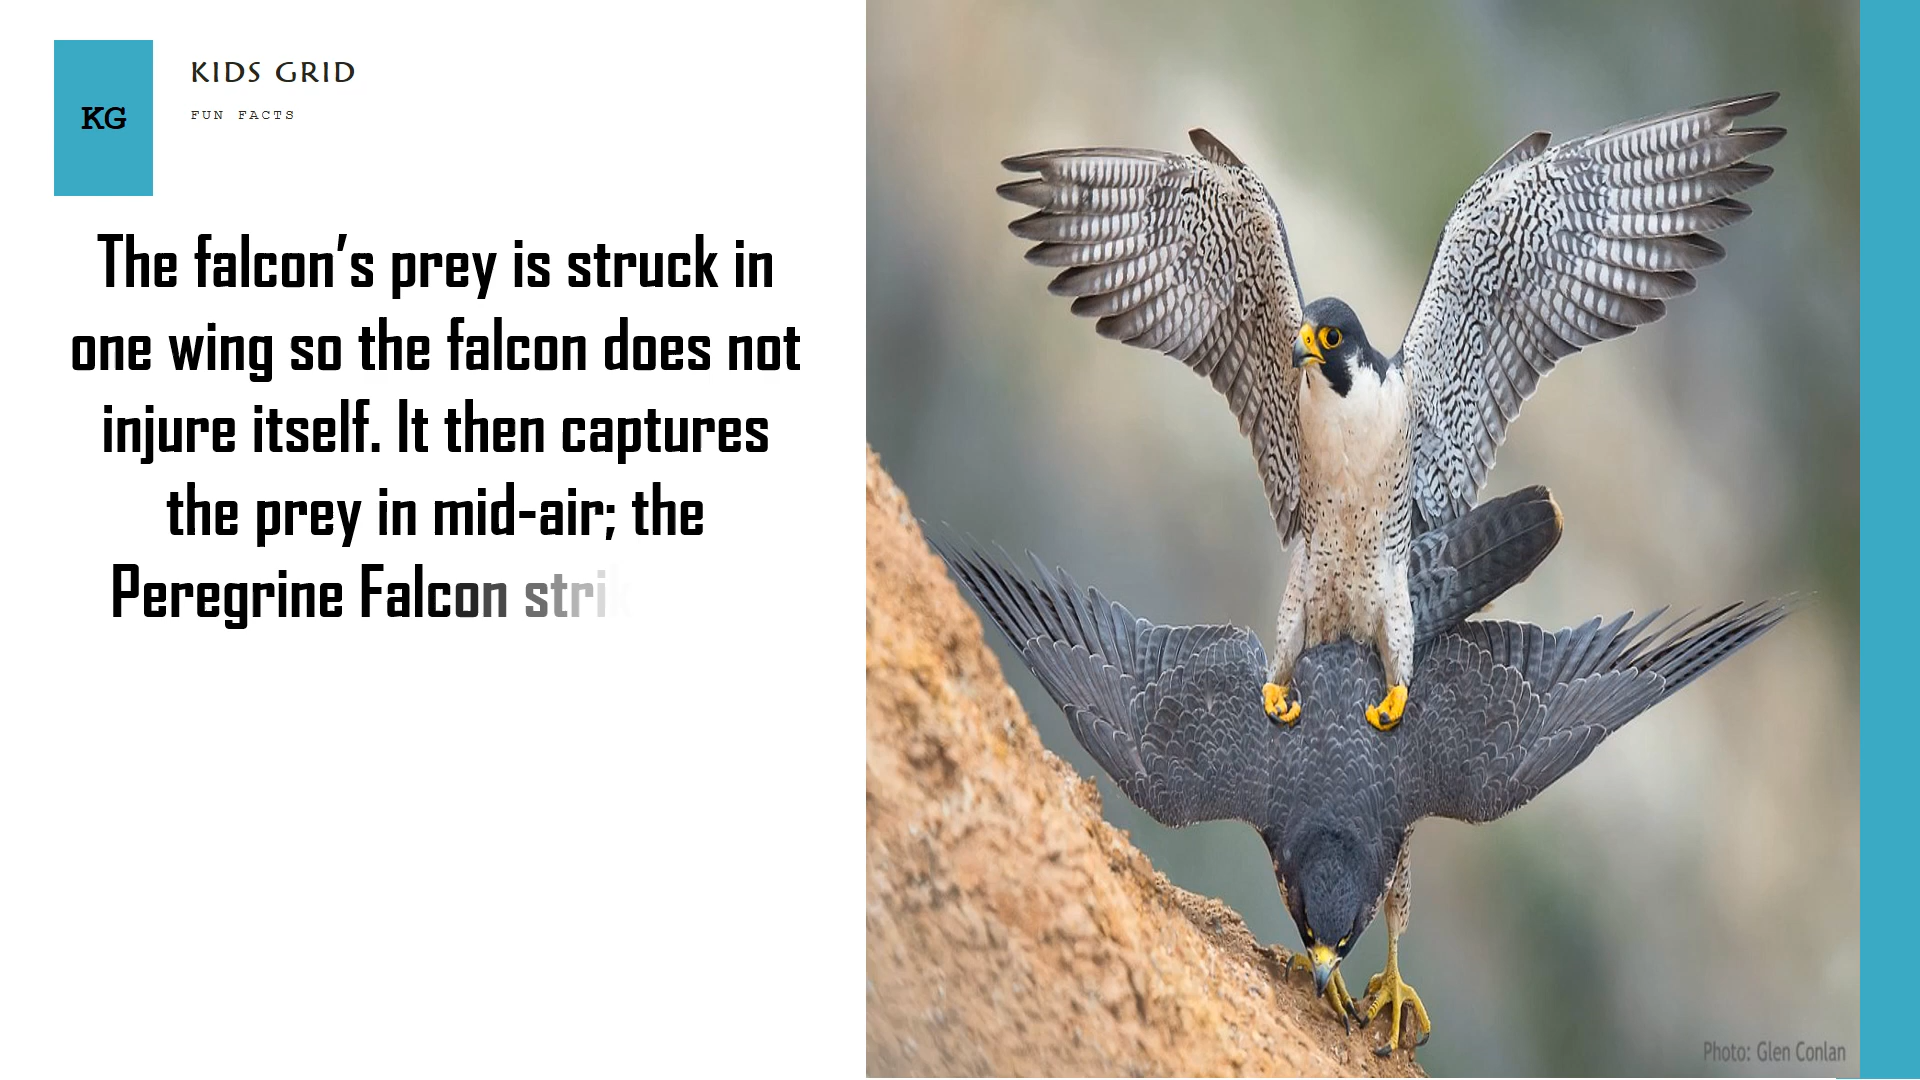 KG
KIDS GRID
FUN FACTS
The falcon’s prey is struck in
one wing so the falcon does not
injure itself. It then captures
the prey in mid-air; the
Peregrine Falcon
Photo: Glen Conlan